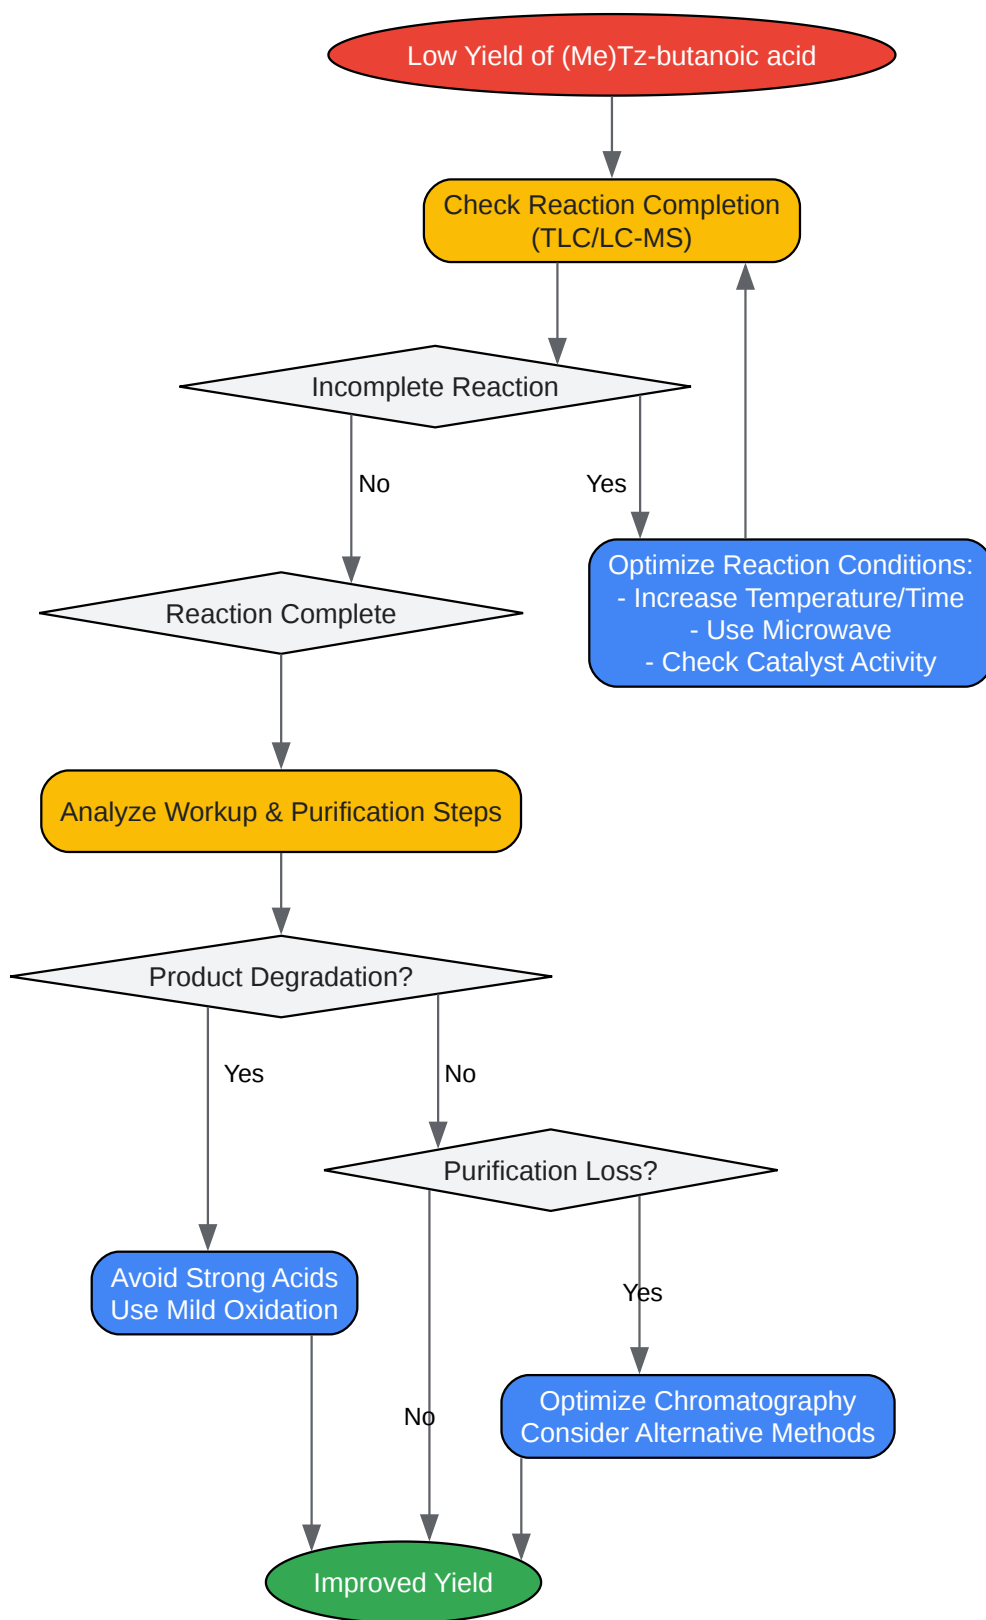 Low Yield of (Me)Tz-butanoic acid
Check Reaction Completion
(TLC/LC-MS)
Incomplete Reaction
No
Yes
Optimize Reaction Conditions:
- Increase Temperature/Time
- Use Microwave
- Check Catalyst Activity
Reaction Complete
Analyze Workup & Purification Steps
Product Degradation?
Yes
No
Purification Loss?
Avoid Strong Acids
Use Mild Oxidation
Yes
No
Optimize Chromatography
Consider Alternative Methods
Improved Yield